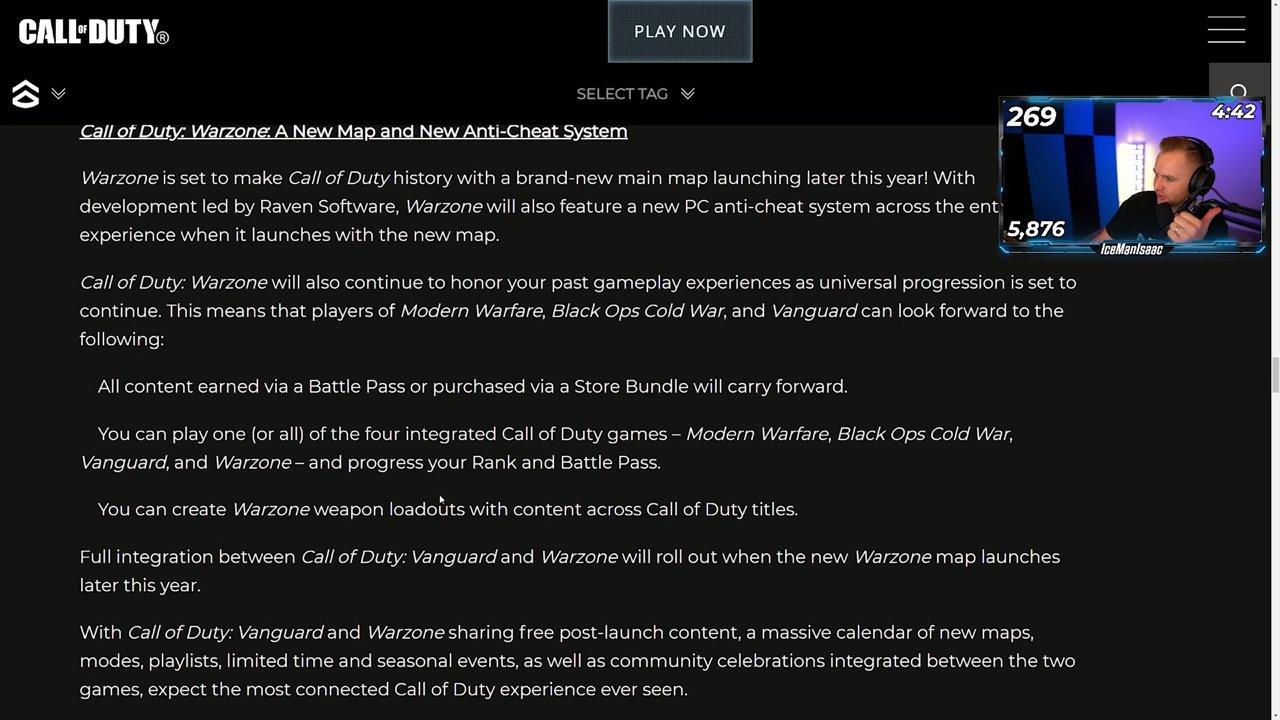 CALL OF DUTY®
PLAY NOW
SELECT TAG
269
4:42
5,876
IceManIsaac
Call of Duty: Warzone: A New Map and New Anti-Cheat System
Warzone is set to make Call of Duty history with a brand-new main map launching later this year! With
development led by Raven Software, Warzone will also feature a new PC anti-cheat system across the
experience when it launches with the new map.
Call of Duty: Warzone will also continue to honor your past gameplay experiences as universal progression is set to
continue. This means that players of Modern Warfare, Black Ops Cold War, and Vanguard can look forward to the
following:
All content earned via a Battle Pass or purchased via a Store Bundle will carry forward.
You can play one (or all) of the four integrated Call of Duty games – Modern Warfare, Black Ops Cold War,
Vanguard, and Warzone – and progress your Rank and Battle Pass.
You can create Warzone weapon loadouts with content across Call of Duty titles.
Full integration between Call of Duty: Vanguard and Warzone will roll out when the new Warzone map launches
later this year.
With Call of Duty: Vanguard and Warzone sharing free post-launch content, a massive calendar of new maps,
modes, playlists, limited time and seasonal events, as well as community celebrations integrated between the two
games, expect the most connected Call of Duty experience ever seen.